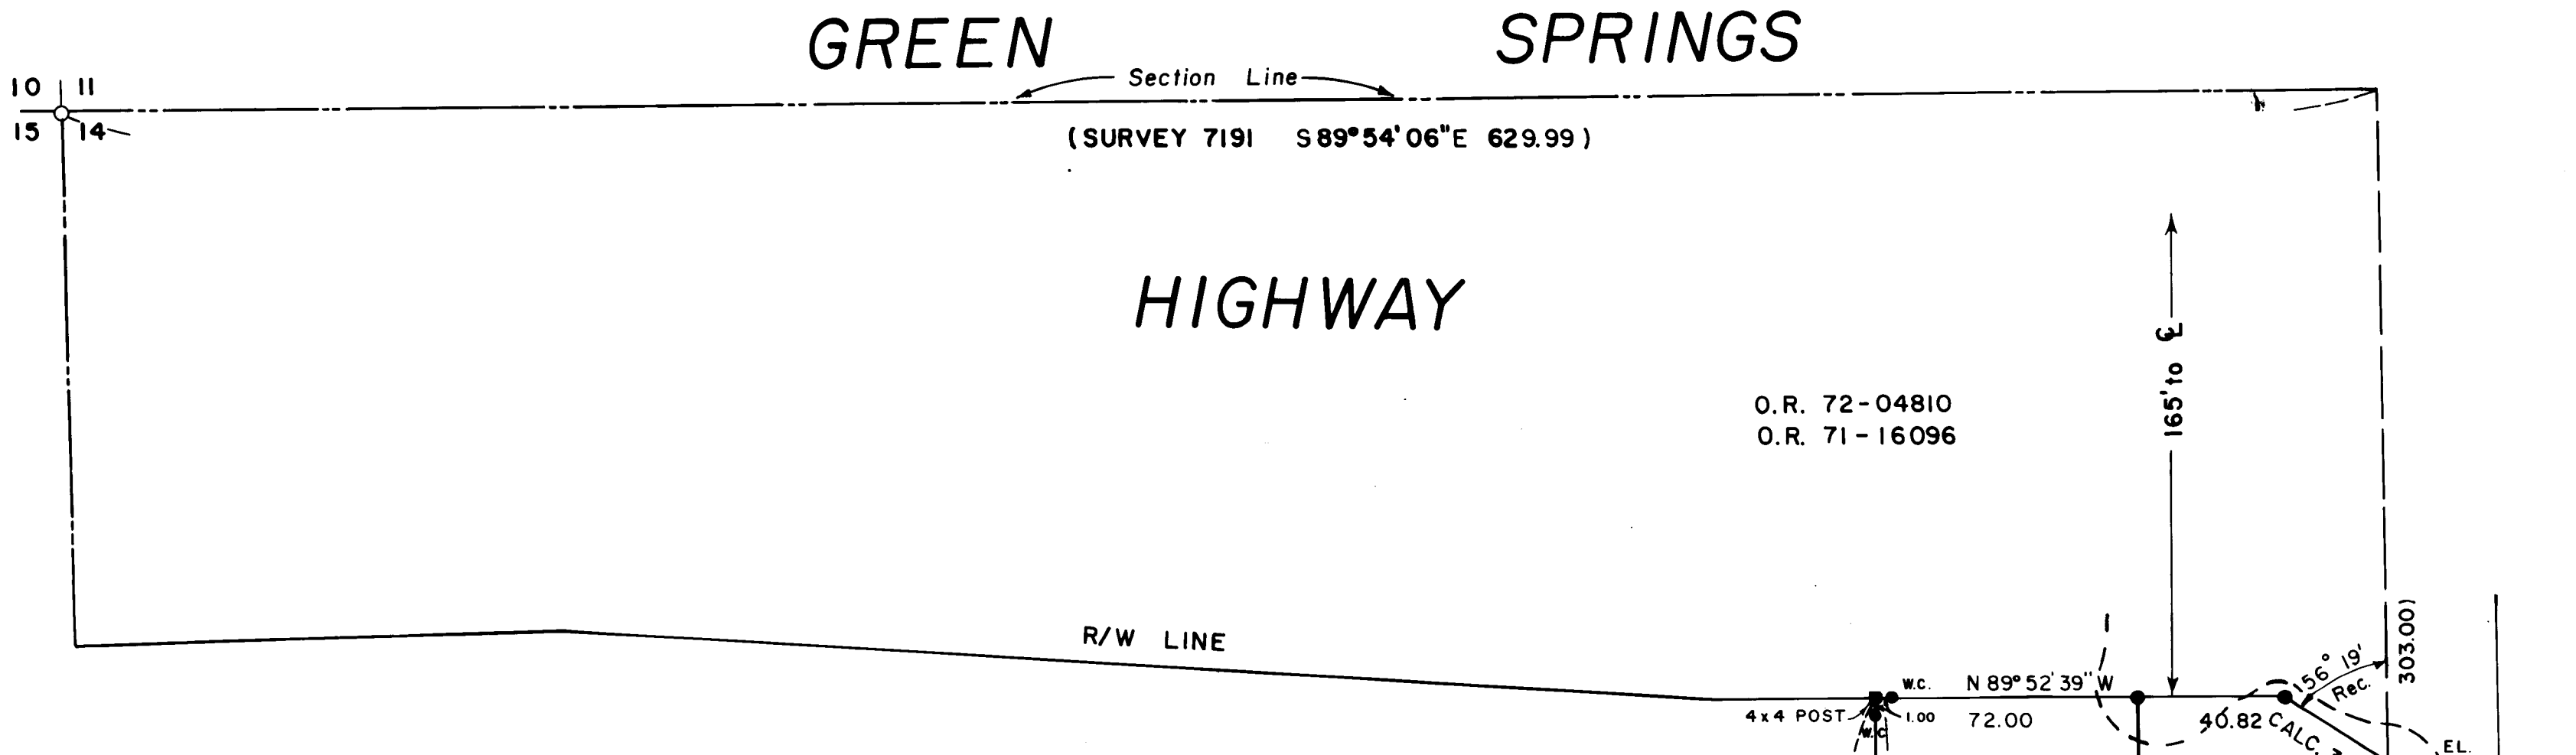 GREEN SPRINGS
Section Line
10 11
15 14
(SURVEY 7191 S89°54'06"E 629.99)
HIGHWAY
165' to ℄
O.R. 72-04810
O.R. 71-16096
303.00)
R/W LINE
156° 19'
Rec.
W.C. N 89°52'39"W
4x4 POST 1.00 72.00 40.82 CALC.
W.C.
EL.